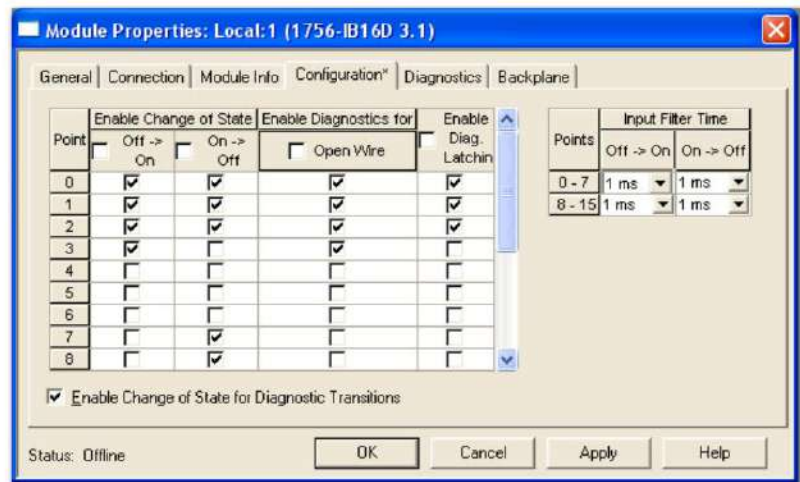 Module Properties: Local:1 (1756-IB16D 3.1)
General Connection Module Info Configuration* Diagnostics Backplane
Point Enable Change of State Enable Diagnostics for Enable Diag. Latchin
Off -> On On -> Off Open Wire
0
1
2
3
4
5
6
7
8
Points Input Filter Time
Off -> On On -> Off
0 - 7 1 ms 1 ms
8 - 15 1 ms 1 ms
Enable Change of State for Diagnostic Transitions
Status: Offline OK Cancel Apply Help